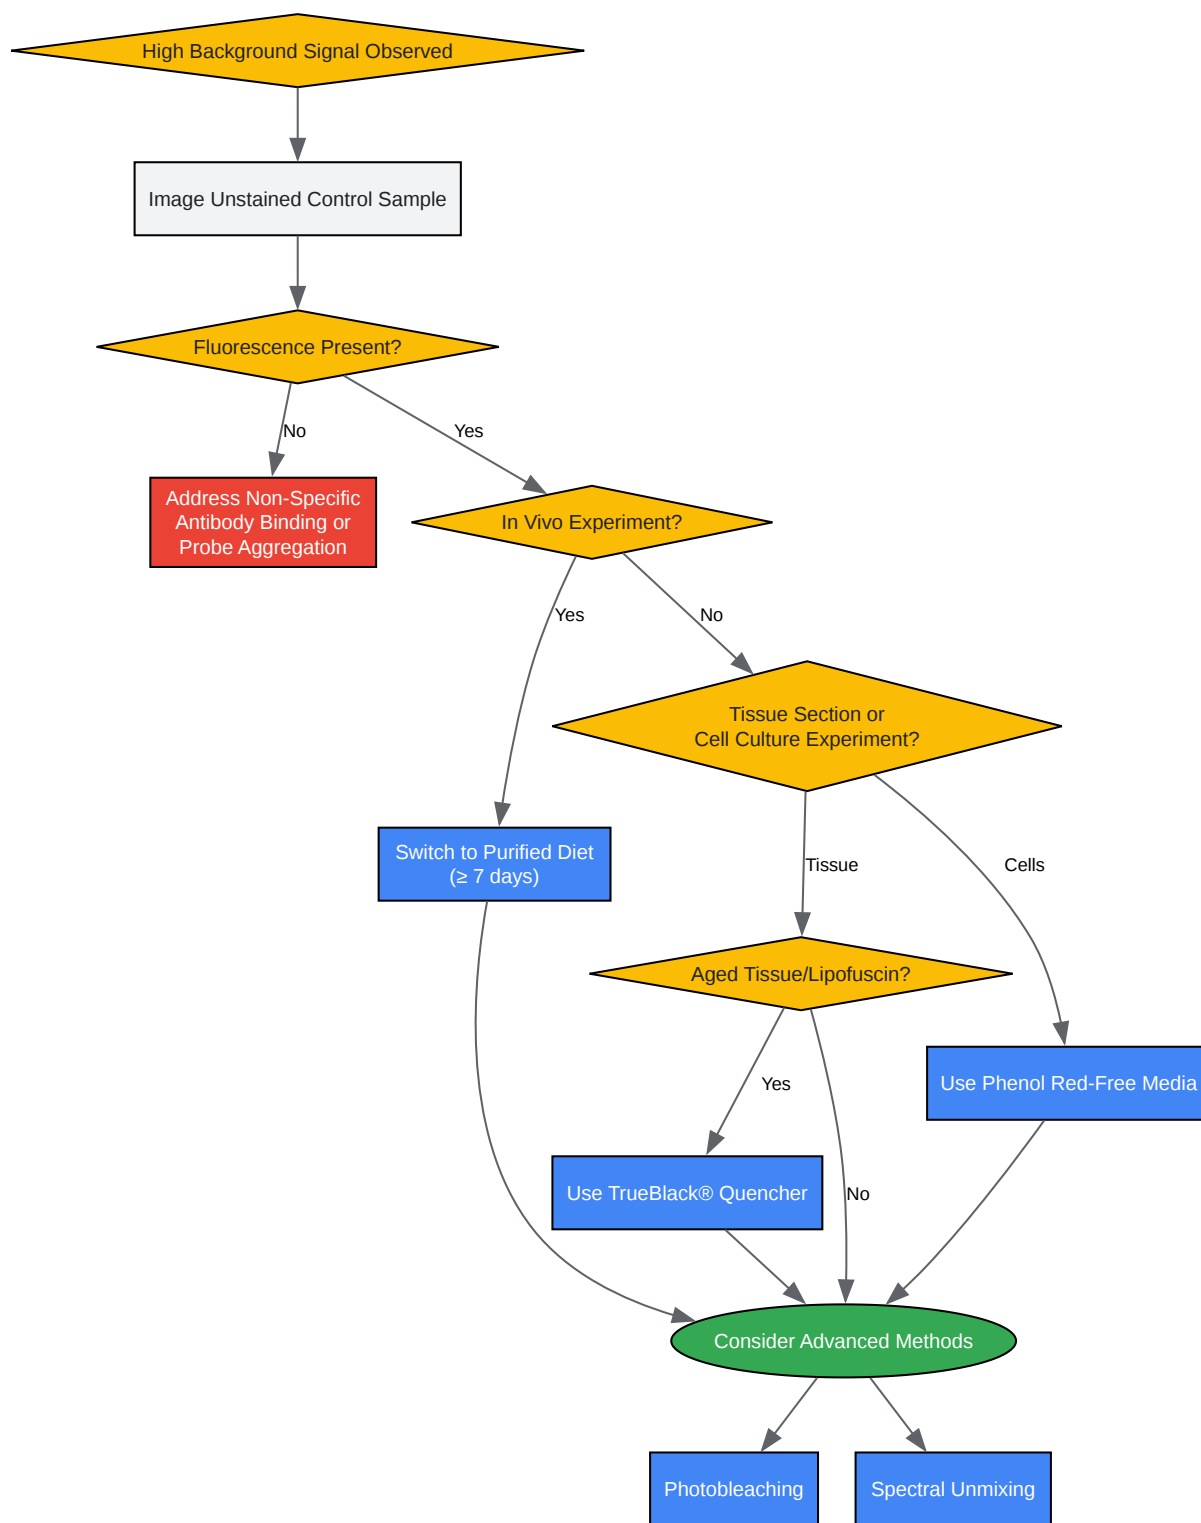 High Background Signal Observed
Image Unstained Control Sample
Fluorescence Present?
No
Yes
Address Non-Specific
Antibody Binding or
Probe Aggregation
In Vivo Experiment?
Yes
No
Tissue Section or
Cell Culture Experiment?
Switch to Purified Diet
(≥ 7 days)
Tissue
Cells
Aged Tissue/Lipofuscin?
Yes
Use Phenol Red-Free Media
Use TrueBlack® Quencher
No
Consider Advanced Methods
Photobleaching
Spectral Unmixing